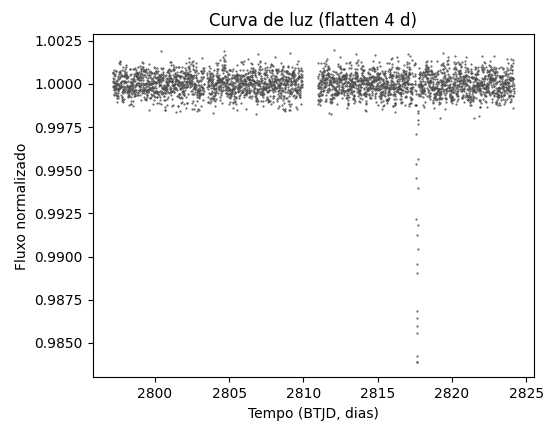 Curva de luz (flatten 4 d)
1.0025
1.0000
0.9975
0.9950
0.9925
0.9900
0.9875
0.9850
Fluxo normalizado
2800 2805 2810 2815 2820 2825
Tempo (BTJD, dias)